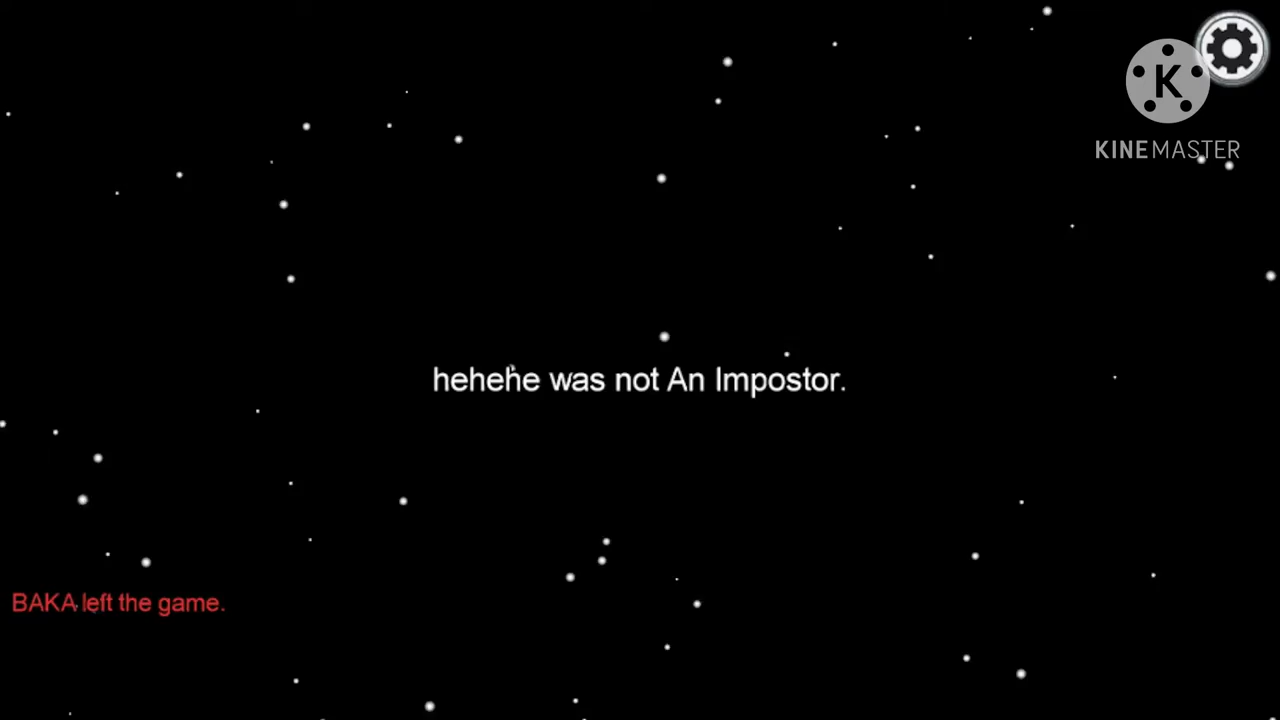 K
KINEMASTER
hehehe was not An Impostor.
BAKA left the game.